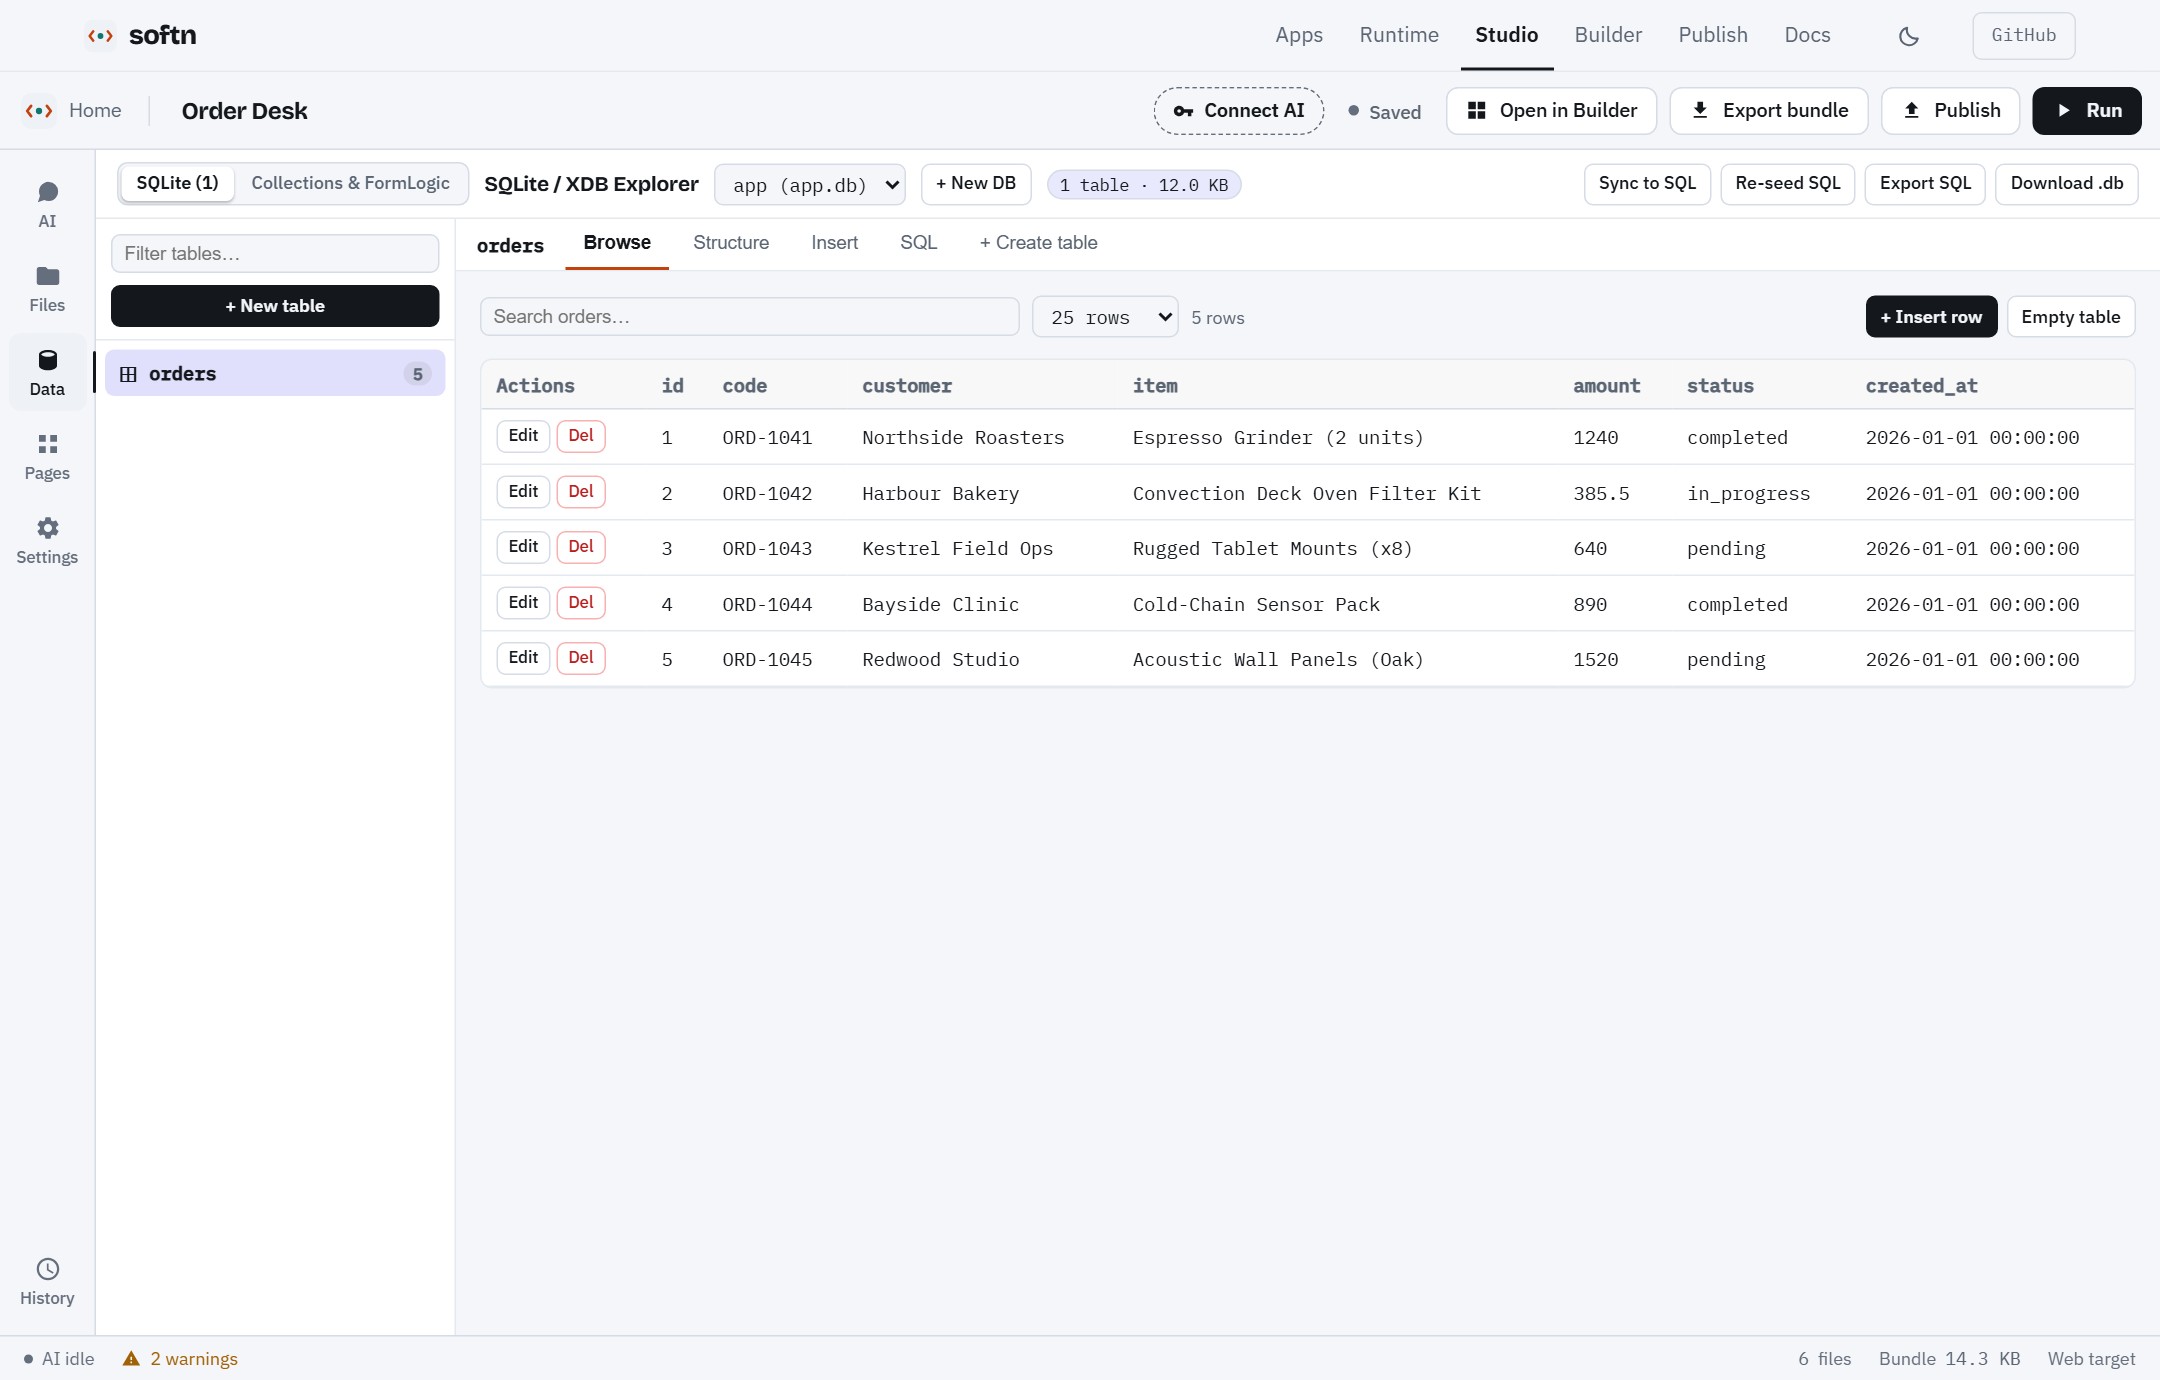 softn
Apps Runtime Studio Builder Publish Docs GitHub
Home Order Desk Connect AI Saved Open in Builder Export bundle Publish Run
SQLite (1) Collections & FormLogic SQLite / XDB Explorer app (app.db) + New DB 1 table · 12.0 KB Sync to SQL Re-seed SQL Export SQL Download .db
AI
Files
Data
Pages
Settings
History
Filter tables...
+ New table
orders 5
orders Browse Structure Insert SQL + Create table
Search orders... 25 rows 5 rows + Insert row Empty table
Actions id code customer item amount status created_at
Edit Del 1 ORD-1041 Northside Roasters Espresso Grinder (2 units) 1240 completed 2026-01-01 00:00:00
Edit Del 2 ORD-1042 Harbour Bakery Convection Deck Oven Filter Kit 385.5 in_progress 2026-01-01 00:00:00
Edit Del 3 ORD-1043 Kestrel Field Ops Rugged Tablet Mounts (x8) 640 pending 2026-01-01 00:00:00
Edit Del 4 ORD-1044 Bayside Clinic Cold-Chain Sensor Pack 890 completed 2026-01-01 00:00:00
Edit Del 5 ORD-1045 Redwood Studio Acoustic Wall Panels (Oak) 1520 pending 2026-01-01 00:00:00
AI idle 2 warnings 6 files Bundle 14.3 KB Web target